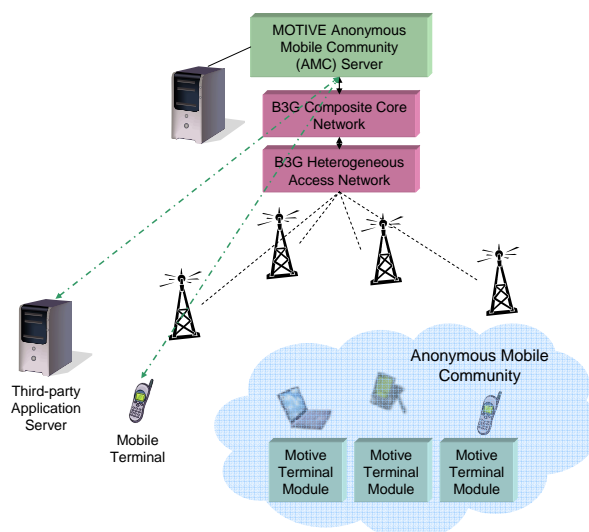 MOTIVE Anonymous
Mobile Community
(AMC) Server
B3G Composite Core
Network
B3G Heterogeneous
Access Network
Third-party
Application
Server
Mobile
Terminal
Anonymous Mobile
Community
Motive
Terminal
Module
Motive
Terminal
Module
Motive
Terminal
Module